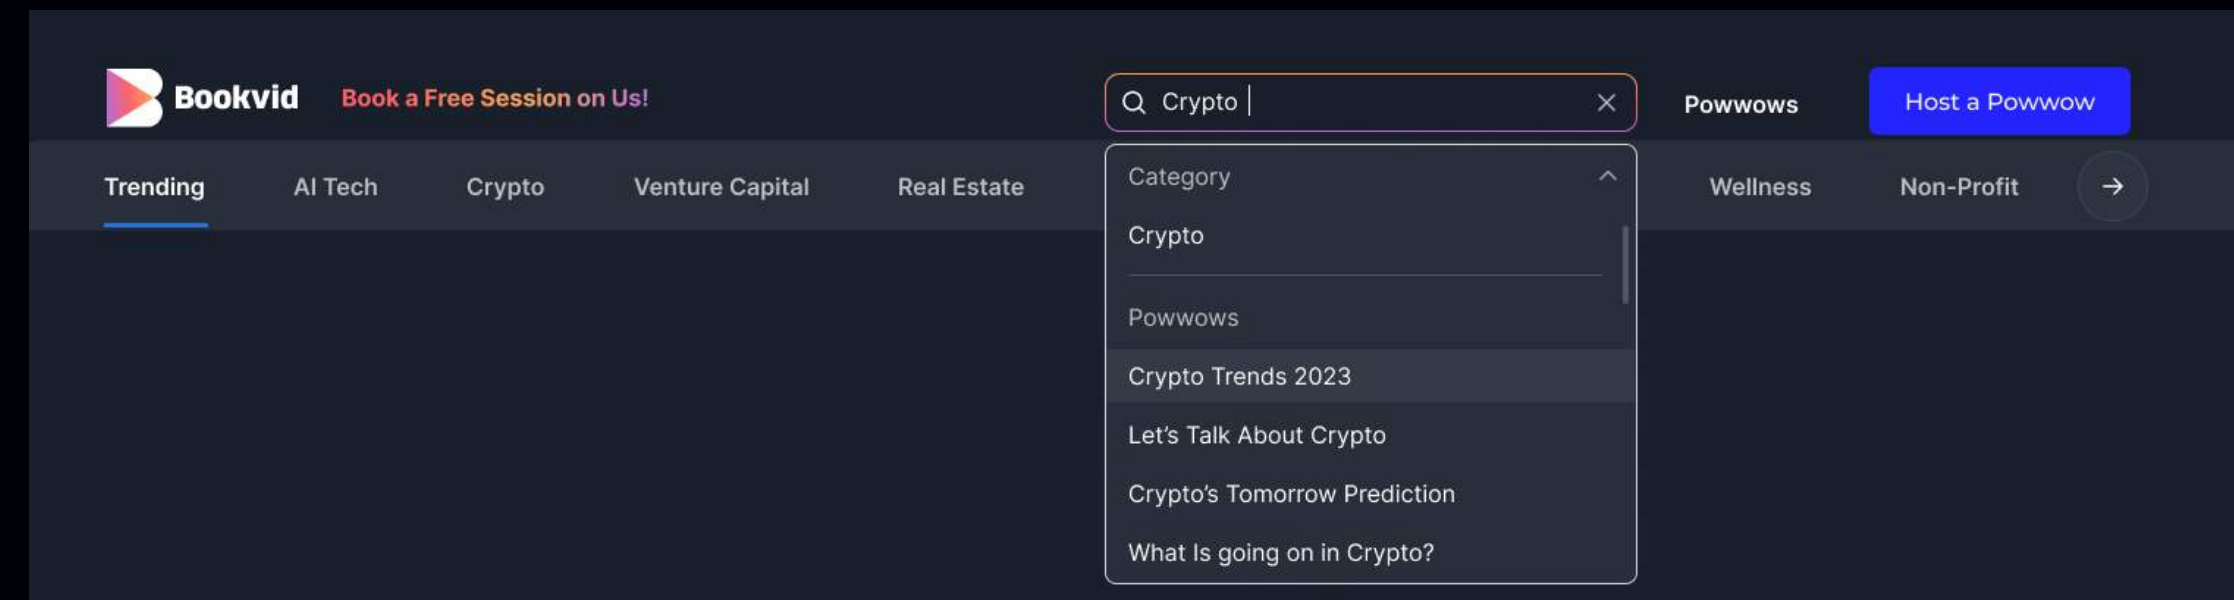 Bookvid
Book a Free Session on Us!
Crypto
Powwows
Host a Powwow
Trending
AI Tech
Crypto
Venture Capital
Real Estate
Wellness
Non-Profit
Category
Crypto
Powwows
Crypto Trends 2023
Let’s Talk About Crypto
Crypto’s Tomorrow Prediction
What Is going on in Crypto?